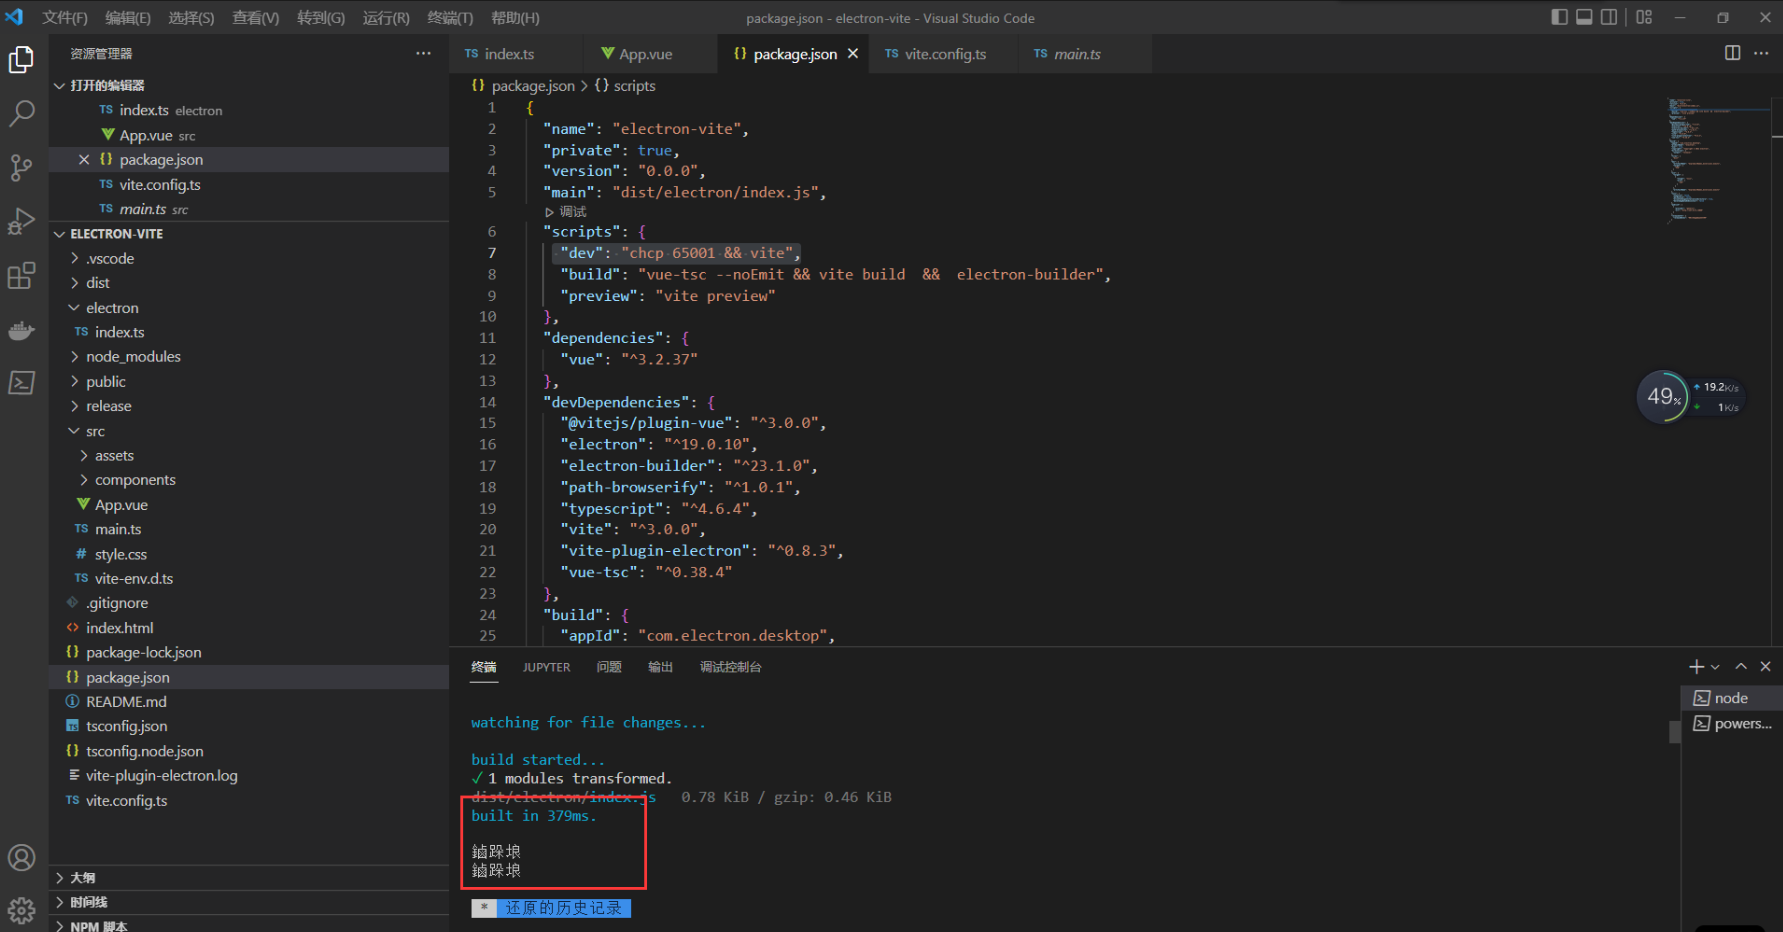 文件(F) 编辑(E) 选择(S) 查看(V) 转到(G) 运行(R) 终端(T) 帮助(H) package.json - electron-vite - Visual Studio Code
资源管理器
打开的编辑器
TS index.ts electron
App.vue src
{} package.json
TS vite.config.ts
TS main.ts src
ELECTRON-VITE
.vscode
dist
electron
TS index.ts
node_modules
public
release
src
assets
components
App.vue
TS main.ts
# style.css
TS vite-env.d.ts
.gitignore
<> index.html
{} package-lock.json
{} package.json
README.md
tsconfig.json
{} tsconfig.node.json
vite-plugin-electron.log
TS vite.config.ts
大纲
时间线
NPM 脚本
TS index.ts App.vue {} package.json TS vite.config.ts TS main.ts
{} package.json > {} scripts
1 {
2 "name": "electron-vite",
3 "private": true,
4 "version": "0.0.0",
5 "main": "dist/electron/index.js",
调试
6 "scripts": {
7 "dev": "chcp 65001 && vite",
8 "build": "vue-tsc --noEmit && vite build  &&  electron-builder",
9 "preview": "vite preview"
10 },
11 "dependencies": {
12 "vue": "^3.2.37"
13 },
14 "devDependencies": {
15 "@vitejs/plugin-vue": "^3.0.0",
16 "electron": "^19.0.10",
17 "electron-builder": "^23.1.0",
18 "path-browserify": "^1.0.1",
19 "typescript": "^4.6.4",
20 "vite": "^3.0.0",
21 "vite-plugin-electron": "^0.8.3",
22 "vue-tsc": "^0.38.4"
23 },
24 "build": {
25 "appId": "com.electron.desktop",
49%
19.2K/s
1K/s
终端 JUPYTER 问题 输出 调试控制台
watching for file changes...
build started...
✓ 1 modules transformed.
dist/electron/index.js 0.78 KiB / gzip: 0.46 KiB
built in 379ms.
* 还原的历史记录
node
powers...